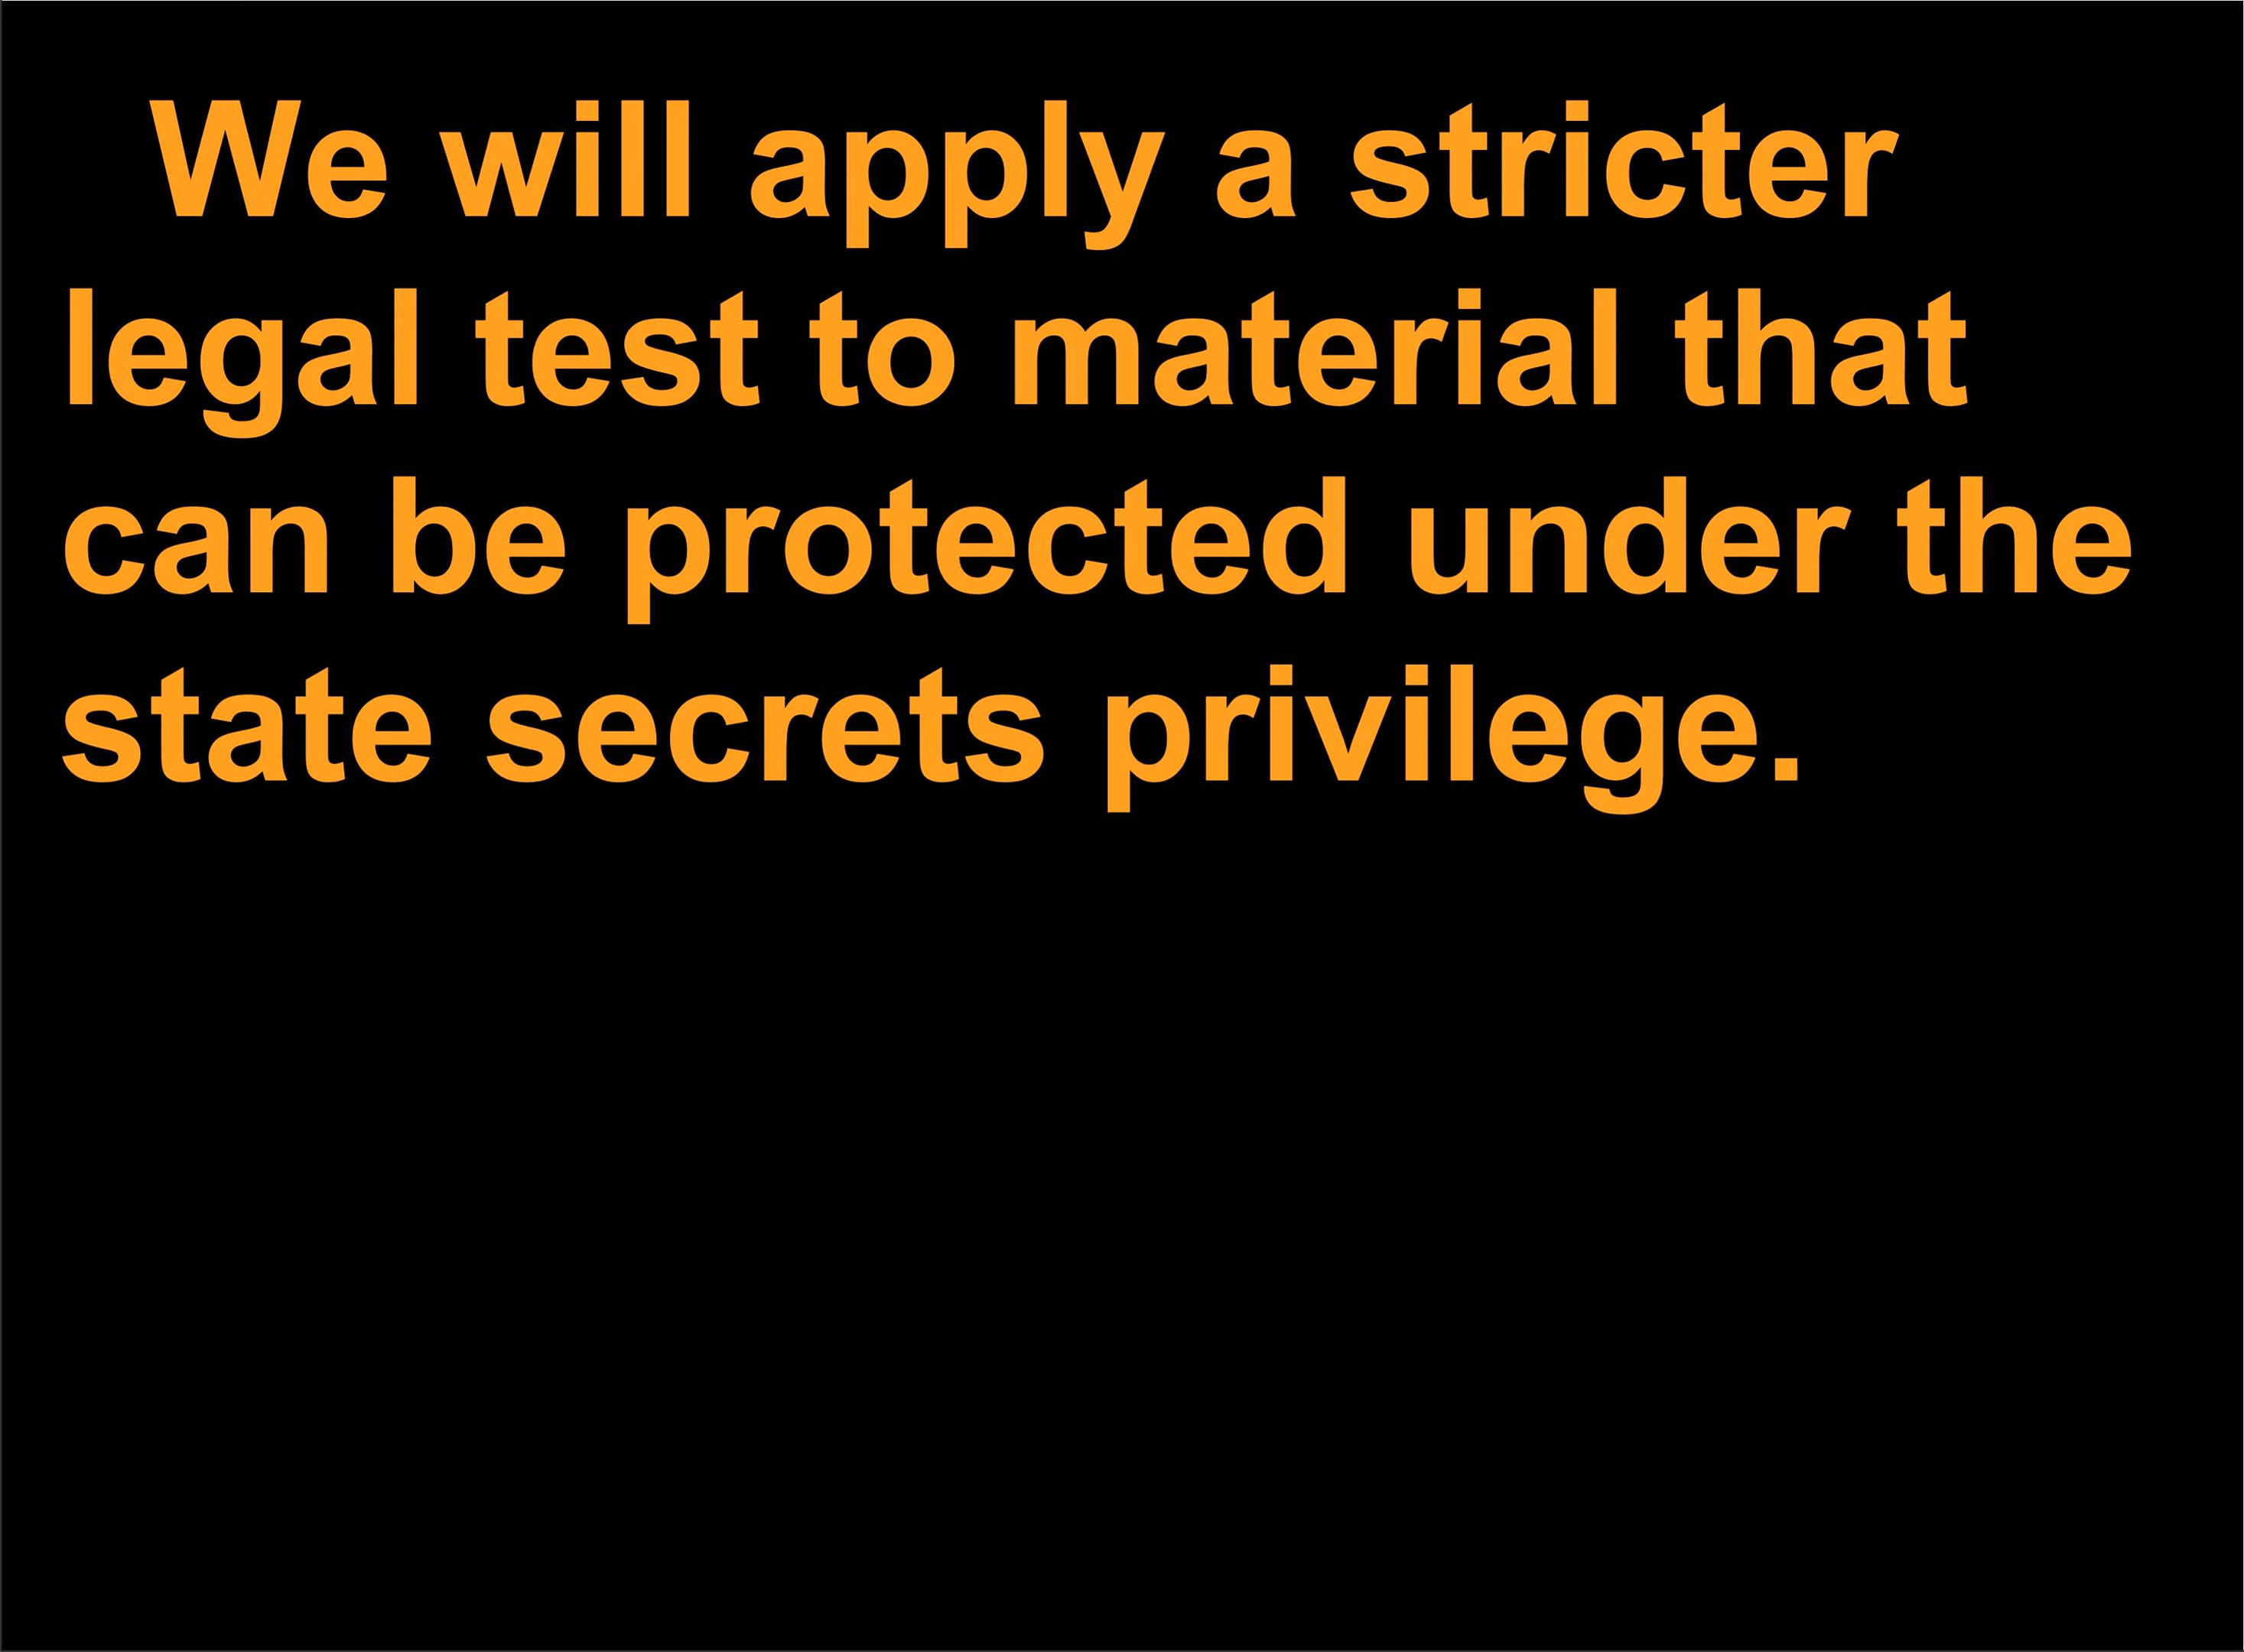 We will apply a stricter
legal test to material that
can be protected under the
state secrets privilege.